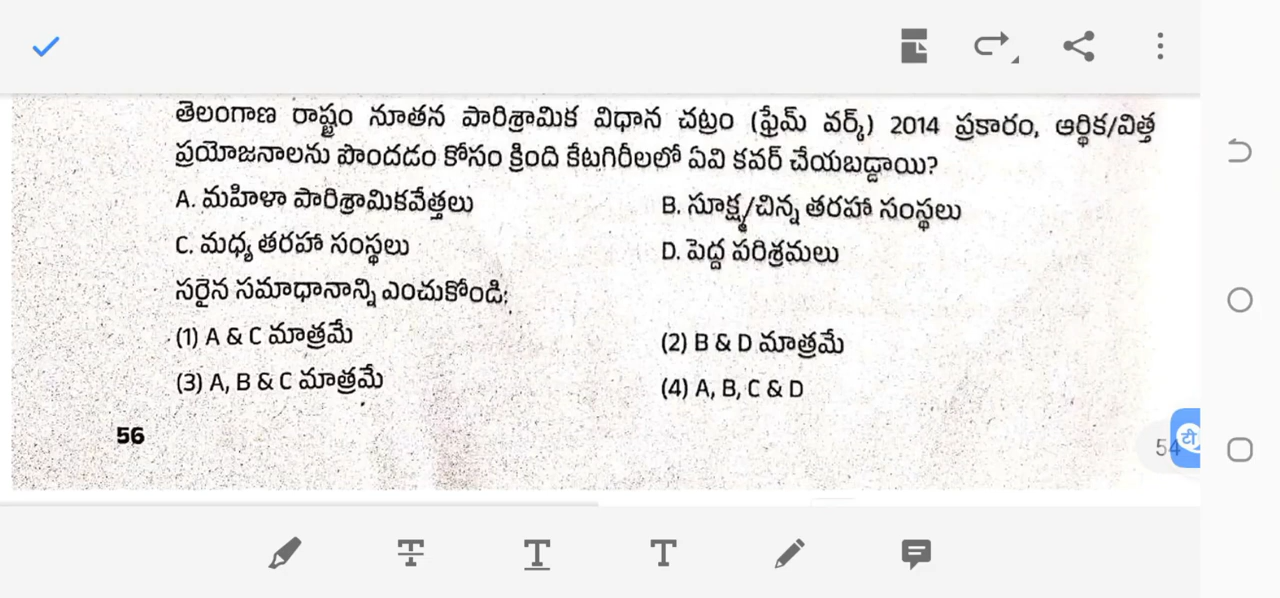 తెలంగాణ రాష్ట్రం నూతన పారిశ్రామిక విధాన చట్రం (ఫ్రేమ్ వర్క్) 2014 ప్రకారం, ఆర్థిక/విత్త
ప్రయోజనాలను పొందడం కోసం క్రింది కేటగిరీలలో ఏవి కవర్ చేయబడ్డాయి?
A. మహిళా పారిశ్రామికవేత్తలు B. సూక్ష్మ/చిన్న తరహా సంస్థలు
C. మధ్య తరహా సంస్థలు D. పెద్ద పరిశ్రమలు
సరైన సమాధానాన్ని ఎంచుకోండి:
(1) A & C మాత్రమే (2) B & D మాత్రమే
(3) A, B & C మాత్రమే (4) A, B, C & D
56
54
टी